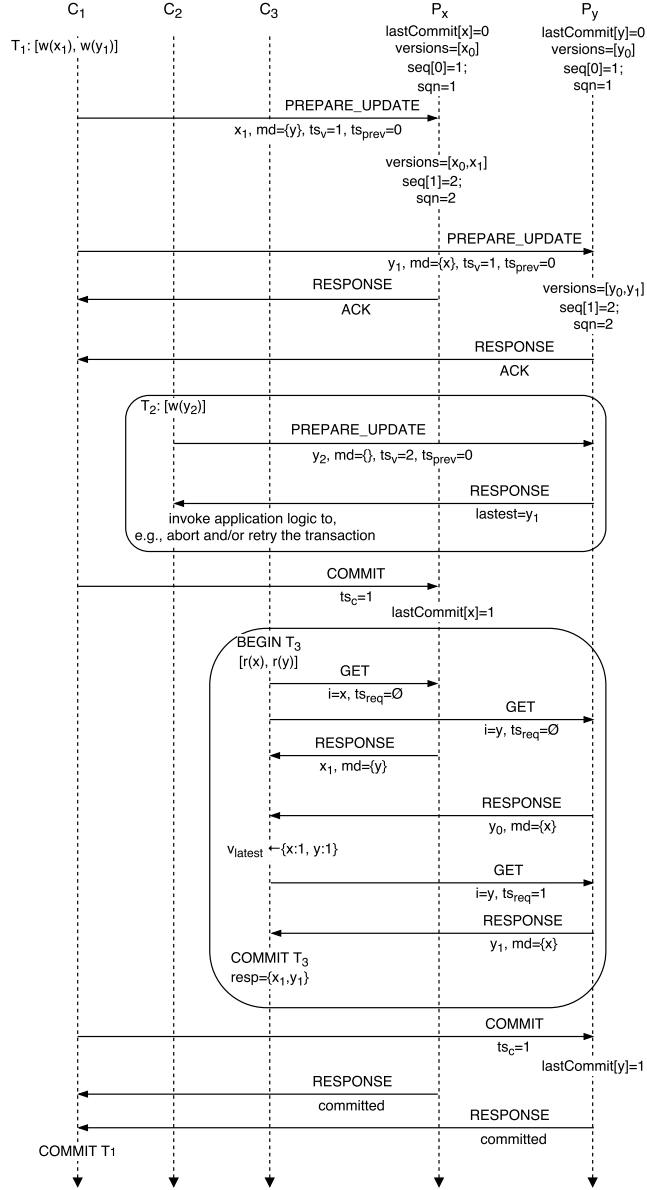 C1 C2 C3 Px Py
T1: [w(x1), w(y1)]
lastCommit[x]=0
versions=[x0]
seq[0]=1;
sqn=1
lastCommit[y]=0
versions=[y0]
seq[0]=1;
sqn=1
PREPARE_UPDATE
x1, md={y}, tsv=1, tsprev=0
versions=[x0,x1]
seq[1]=2;
sqn=2
PREPARE_UPDATE
y1, md={x}, tsv=1, tsprev=0
RESPONSE
ACK
versions=[y0,y1]
seq[1]=2;
sqn=2
RESPONSE
ACK
T2: [w(y2)]
PREPARE_UPDATE
y2, md={}, tsv=2, tsprev=0
RESPONSE
lastest=y1
invoke application logic to,
e.g., abort and/or retry the transaction
COMMIT
tsc=1
lastCommit[x]=1
BEGIN T3
[r(x), r(y)]
GET
i=x, tsreq=Ø
GET
i=y, tsreq=Ø
RESPONSE
x1, md={y}
RESPONSE
y0, md={x}
vlatest ←{x:1, y:1}
GET
i=y, tsreq=1
RESPONSE
y1, md={x}
COMMIT T3
resp={x1,y1}
COMMIT
tsc=1
lastCommit[y]=1
RESPONSE
committed
RESPONSE
committed
COMMIT T1